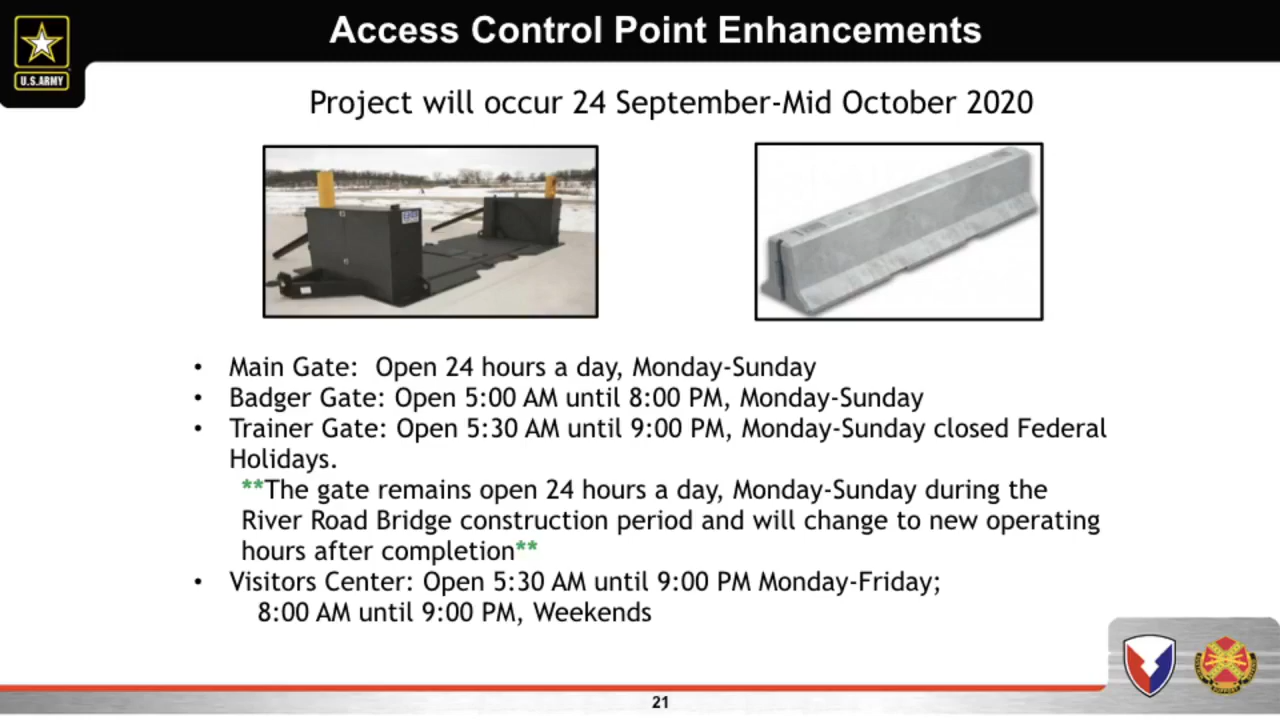 Access Control Point Enhancements
U.S.ARMY
Project will occur 24 September-Mid October 2020
• Main Gate:  Open 24 hours a day, Monday-Sunday
• Badger Gate: Open 5:00 AM until 8:00 PM, Monday-Sunday
• Trainer Gate: Open 5:30 AM until 9:00 PM, Monday-Sunday closed Federal
Holidays.
**The gate remains open 24 hours a day, Monday-Sunday during the
River Road Bridge construction period and will change to new operating
hours after completion**
• Visitors Center: Open 5:30 AM until 9:00 PM Monday-Friday;
8:00 AM until 9:00 PM, Weekends
21